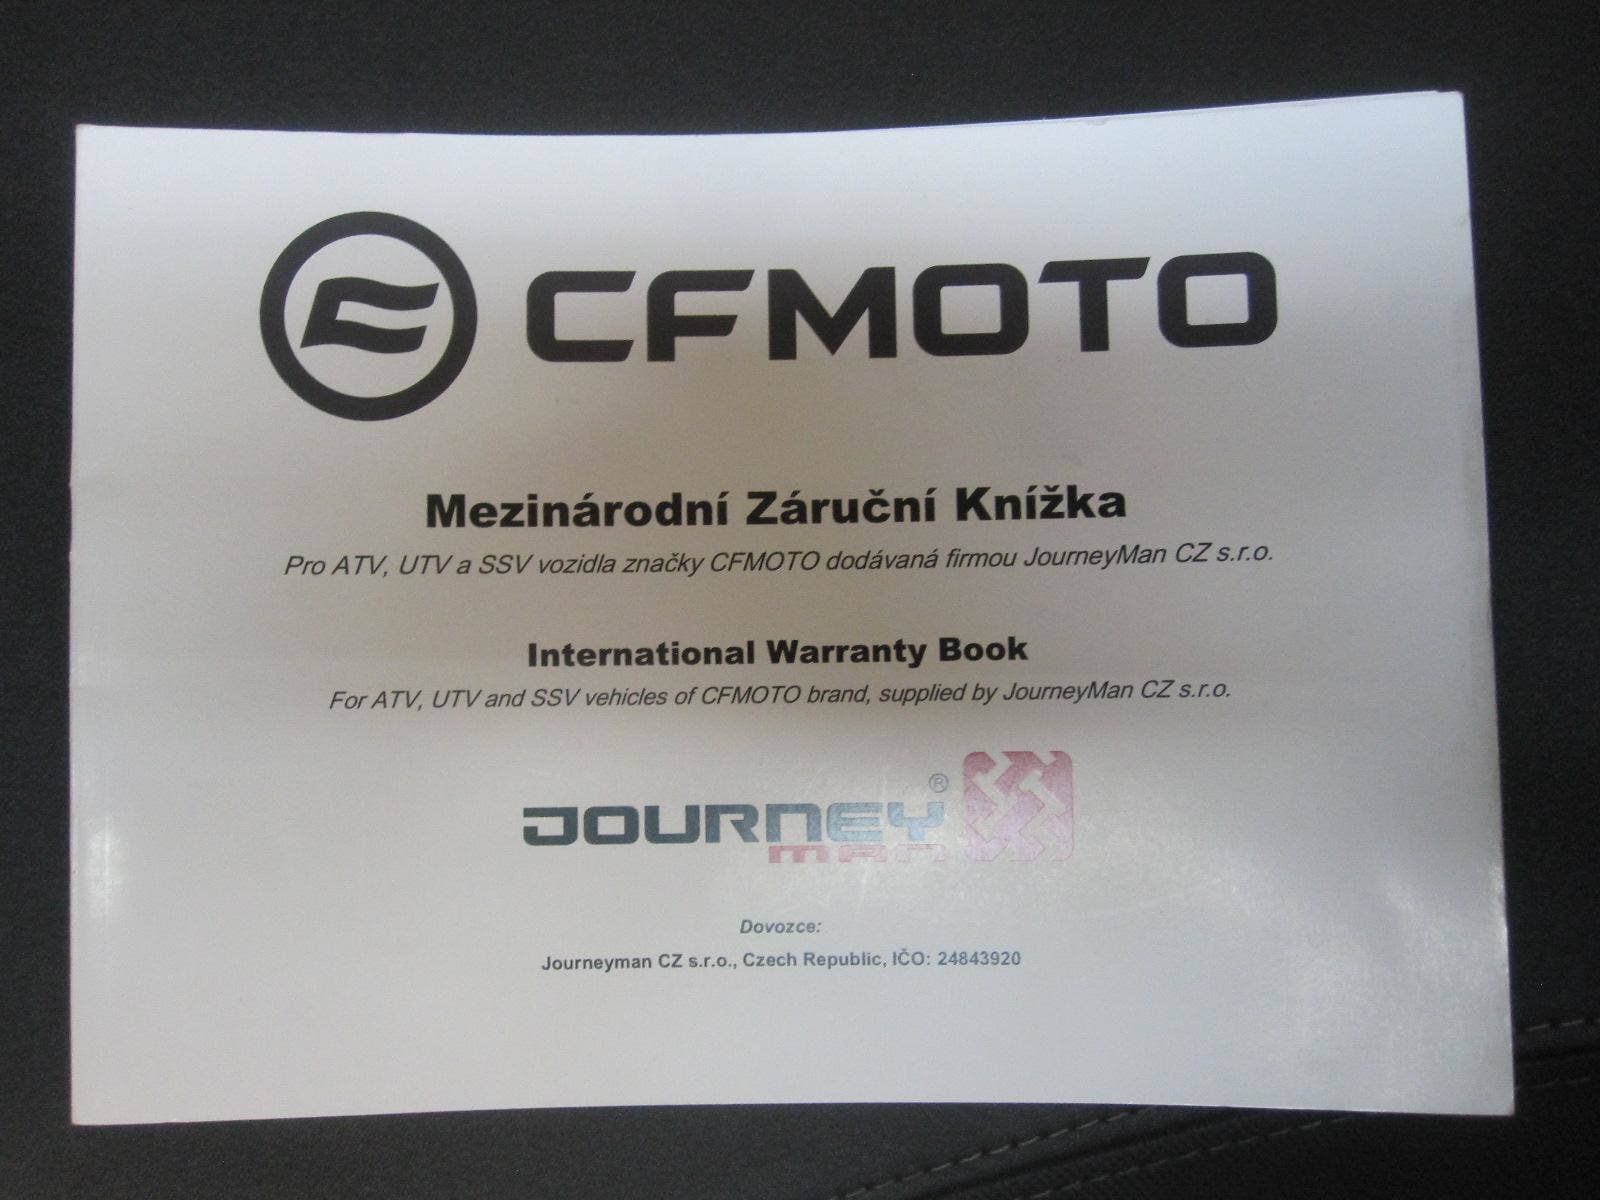 CFMOTO
Mezinárodní Záruční Knížka
Pro ATV, UTV a SSV vozidla značky CFMOTO dodávaná firmou JourneyMan CZ s.r.o.
International Warranty Book
For ATV, UTV and SSV vehicles of CFMOTO brand, supplied by JourneyMan CZ s.r.o.
JOURNEY®
man
Dovozce:
Journeyman CZ s.r.o., Czech Republic, IČO: 24843920